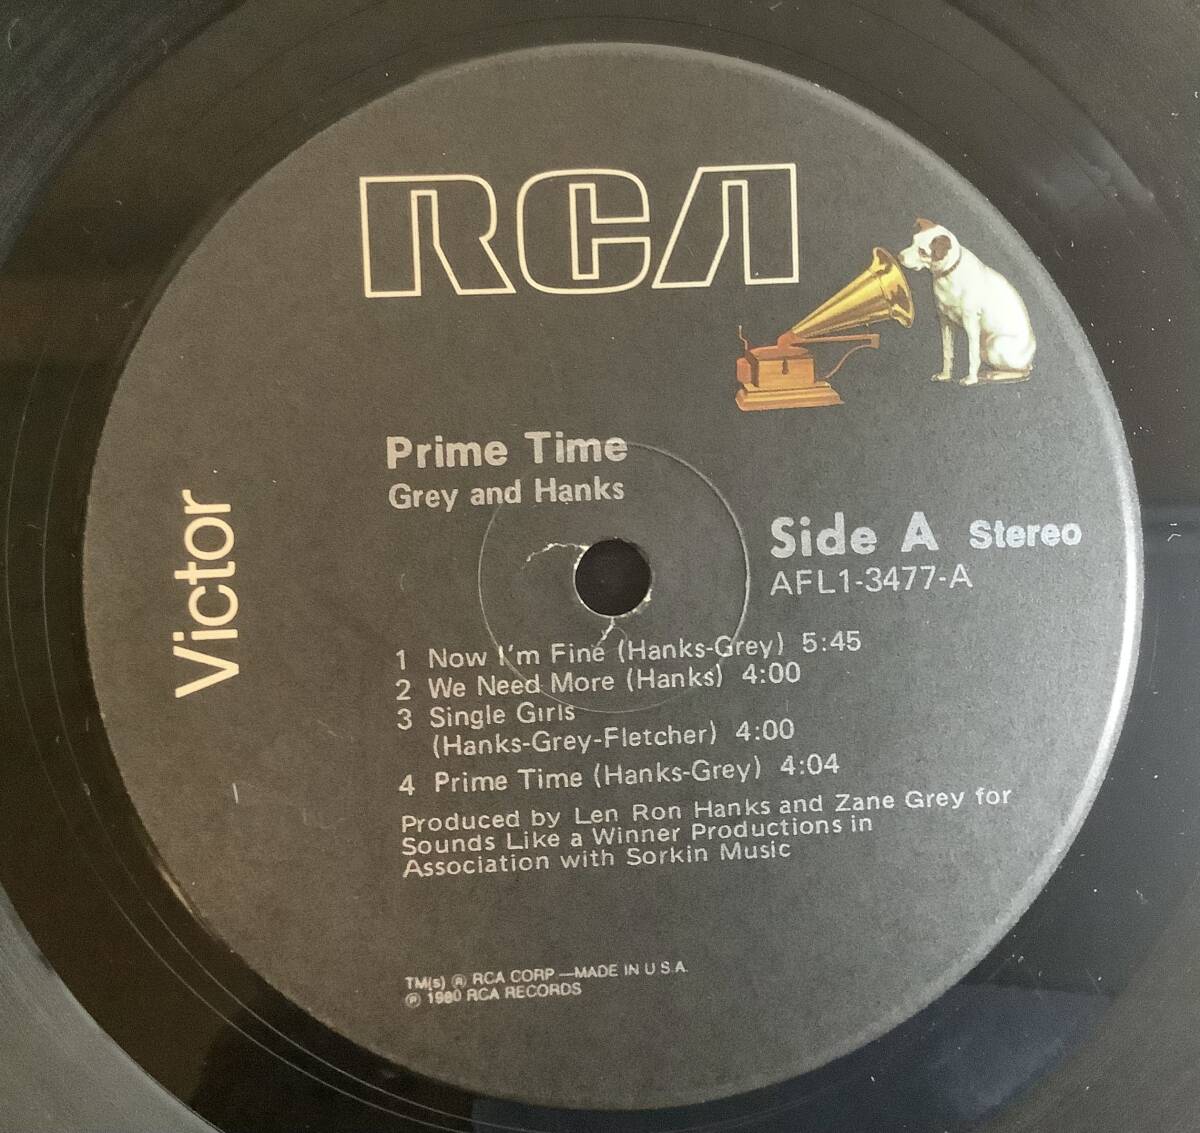 RCA
Victor
Prime Time
Grey and Hanks
Side A Stereo
AFL1-3477-A
1 Now I'm Fine (Hanks-Grey) 5:45
2 We Need More (Hanks) 4:00
3 Single Girls
(Hanks-Grey-Fletcher) 4:00
4 Prime Time (Hanks-Grey) 4:04
Produced by Len Ron Hanks and Zane Grey for
Sounds Like a Winner Productions in
Association with Sorkin Music
TM(s) ® RCA CORP —MADE IN U S A
℗ 1980 RCA RECORDS